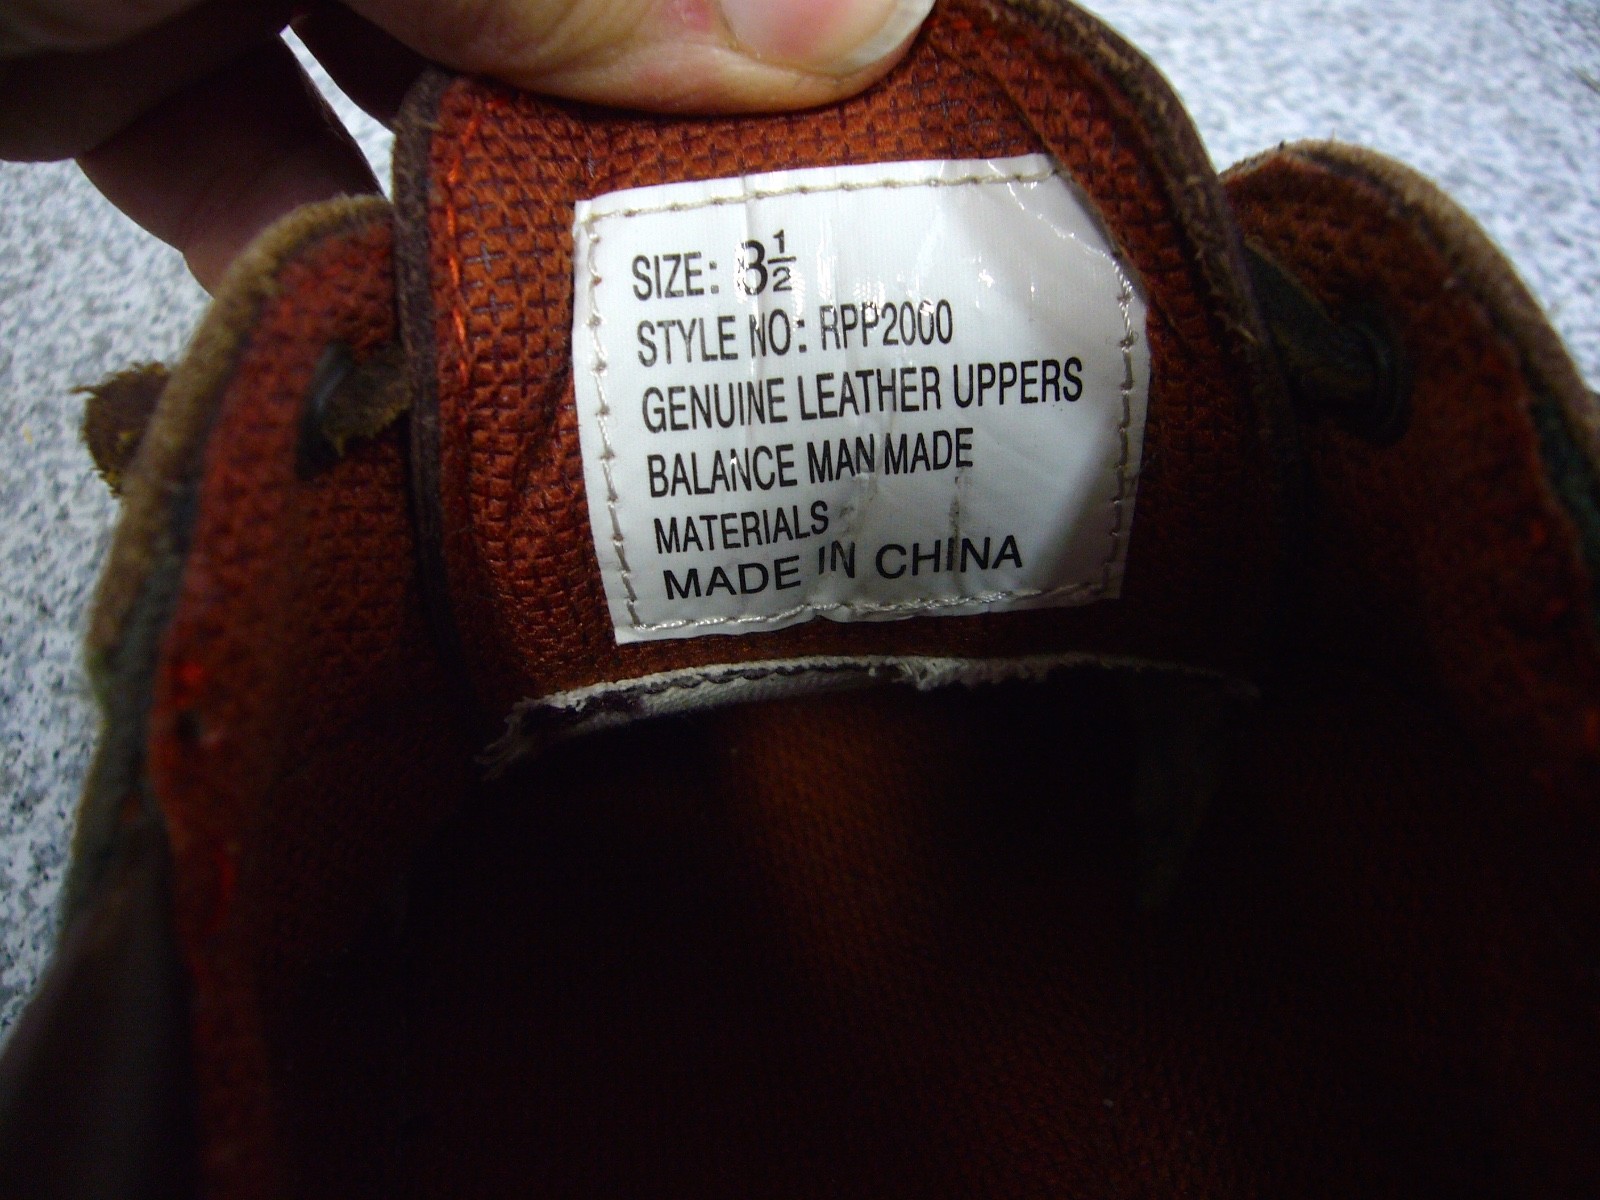 SIZE: 8½
STYLE NO: RPP2000
GENUINE LEATHER UPPERS
BALANCE MAN MADE
MATERIALS
MADE IN CHINA